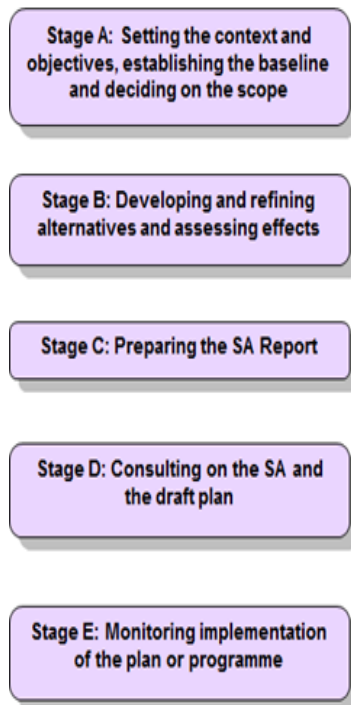 Stage A: Setting the context and
objectives, establishing the baseline
and deciding on the scope
Stage B: Developing and refining
alternatives and assessing effects
Stage C: Preparing the SA Report
Stage D: Consulting on the SA and
the draft plan
Stage E: Monitoring implementation
of the plan or programme